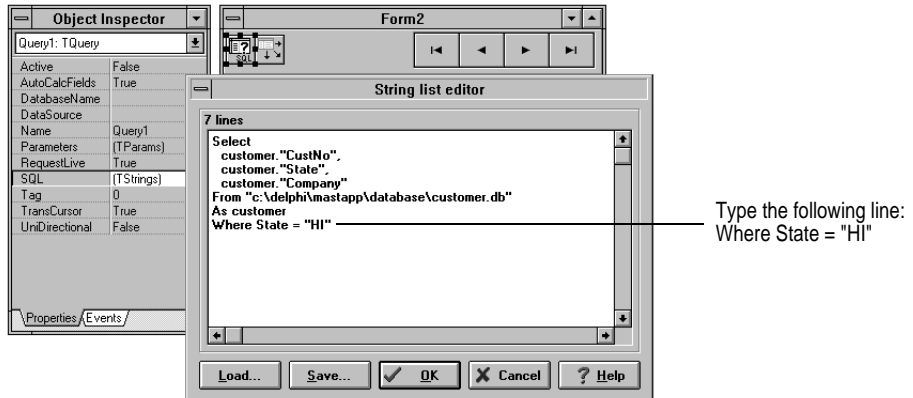 Object Inspector
Query1: TQuery
Active False
AutoCalcFields True
DatabaseName
DataSource
Name Query1
Parameters (TParams)
RequestLive True
SQL (TStrings)
Tag 0
TransCursor True
UniDirectional False
Properties Events
Form2
SQL
String list editor
7 lines
Select
customer."CustNo",
customer."State",
customer."Company"
From "c:\delphi\mastapp\database\customer.db"
As customer
Where State = "HI"
Load... Save... OK Cancel ? Help
Type the following line:
Where State = "HI"